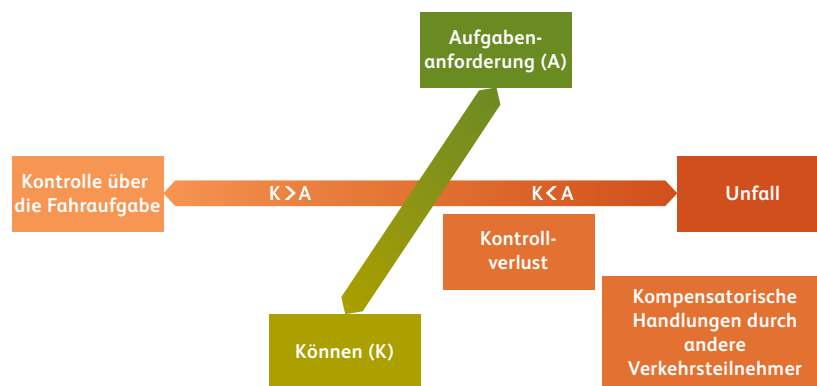 Aufgaben-
anforderung (A)
Kontrolle über
die Fahraufgabe
K>A
K<A
Unfall
Kontroll-
verlust
Kompensatorische
Handlungen durch
andere
Verkehrsteilnehmer
Können (K)